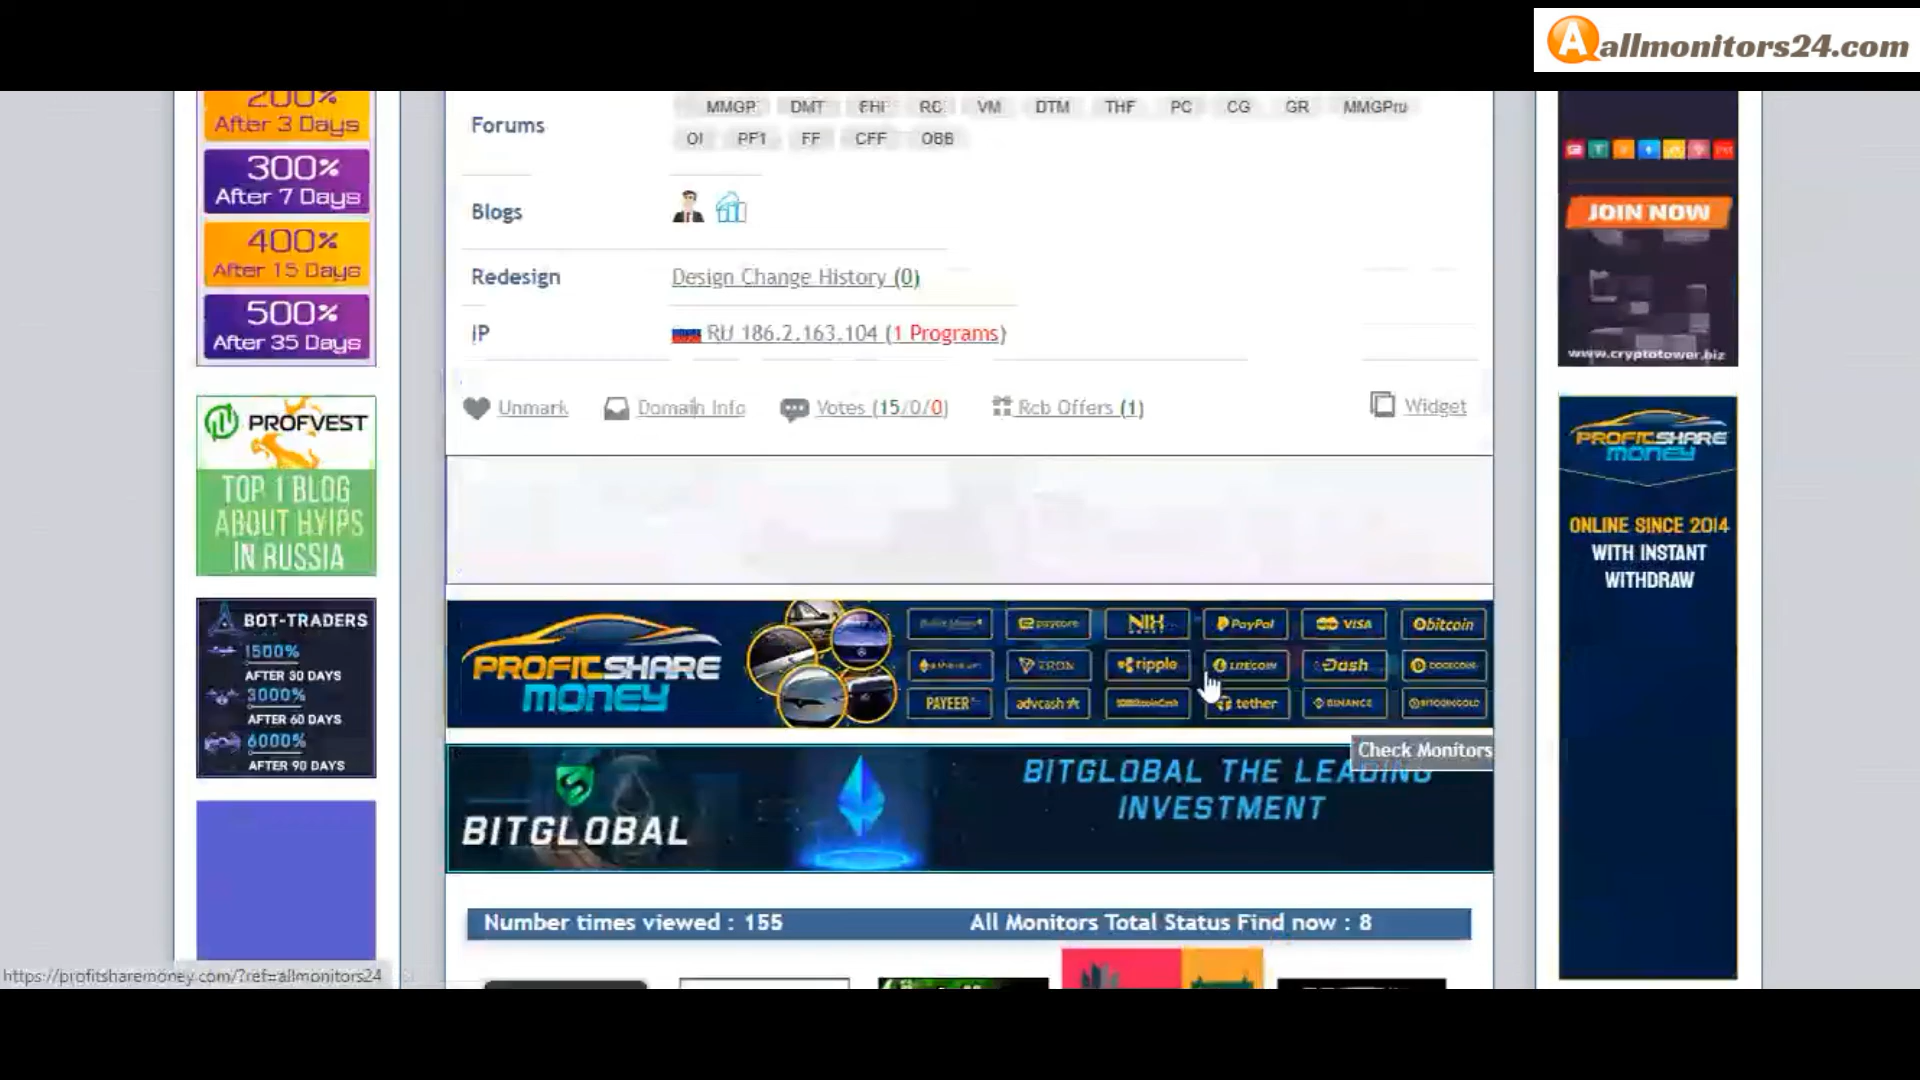 allmonitors24.com
200%
After 3 Days
300%
After 7 Days
400%
After 15 Days
500%
After 35 Days
PROFVEST
TOP 1 BLOG
ABOUT HYIPS
IN RUSSIA
BOT-TRADERS
1500%
AFTER 30 DAYS
3000%
AFTER 60 DAYS
6000%
AFTER 90 DAYS
Forums
MMGP DMT RC VM DTM THF PC CG GR MMGPru
OI PF1 FF CFF OBB
Blogs
Redesign
Design Change History (0)
IP
RU 186.2.163.104 (1 Programs)
Unmark
Domain Info
Votes (15/0/0)
Rcb Offers (1)
Widget
PROFITSHARE
MONEY
NIX PayPal VISA bitcoin
TRON ripple LITECOIN Dash
PAYEER advcash tether BINANCE
Check Monitors
BITGLOBAL
BITGLOBAL THE LEADING
INVESTMENT
Number times viewed : 155
All Monitors Total Status Find now : 8
JOIN NOW
www.cryptotower.biz
PROFITSHARE
MONEY
ONLINE SINCE 2014
WITH INSTANT
WITHDRAW
https://profitsharemoney.com/?ref=allmonitors24